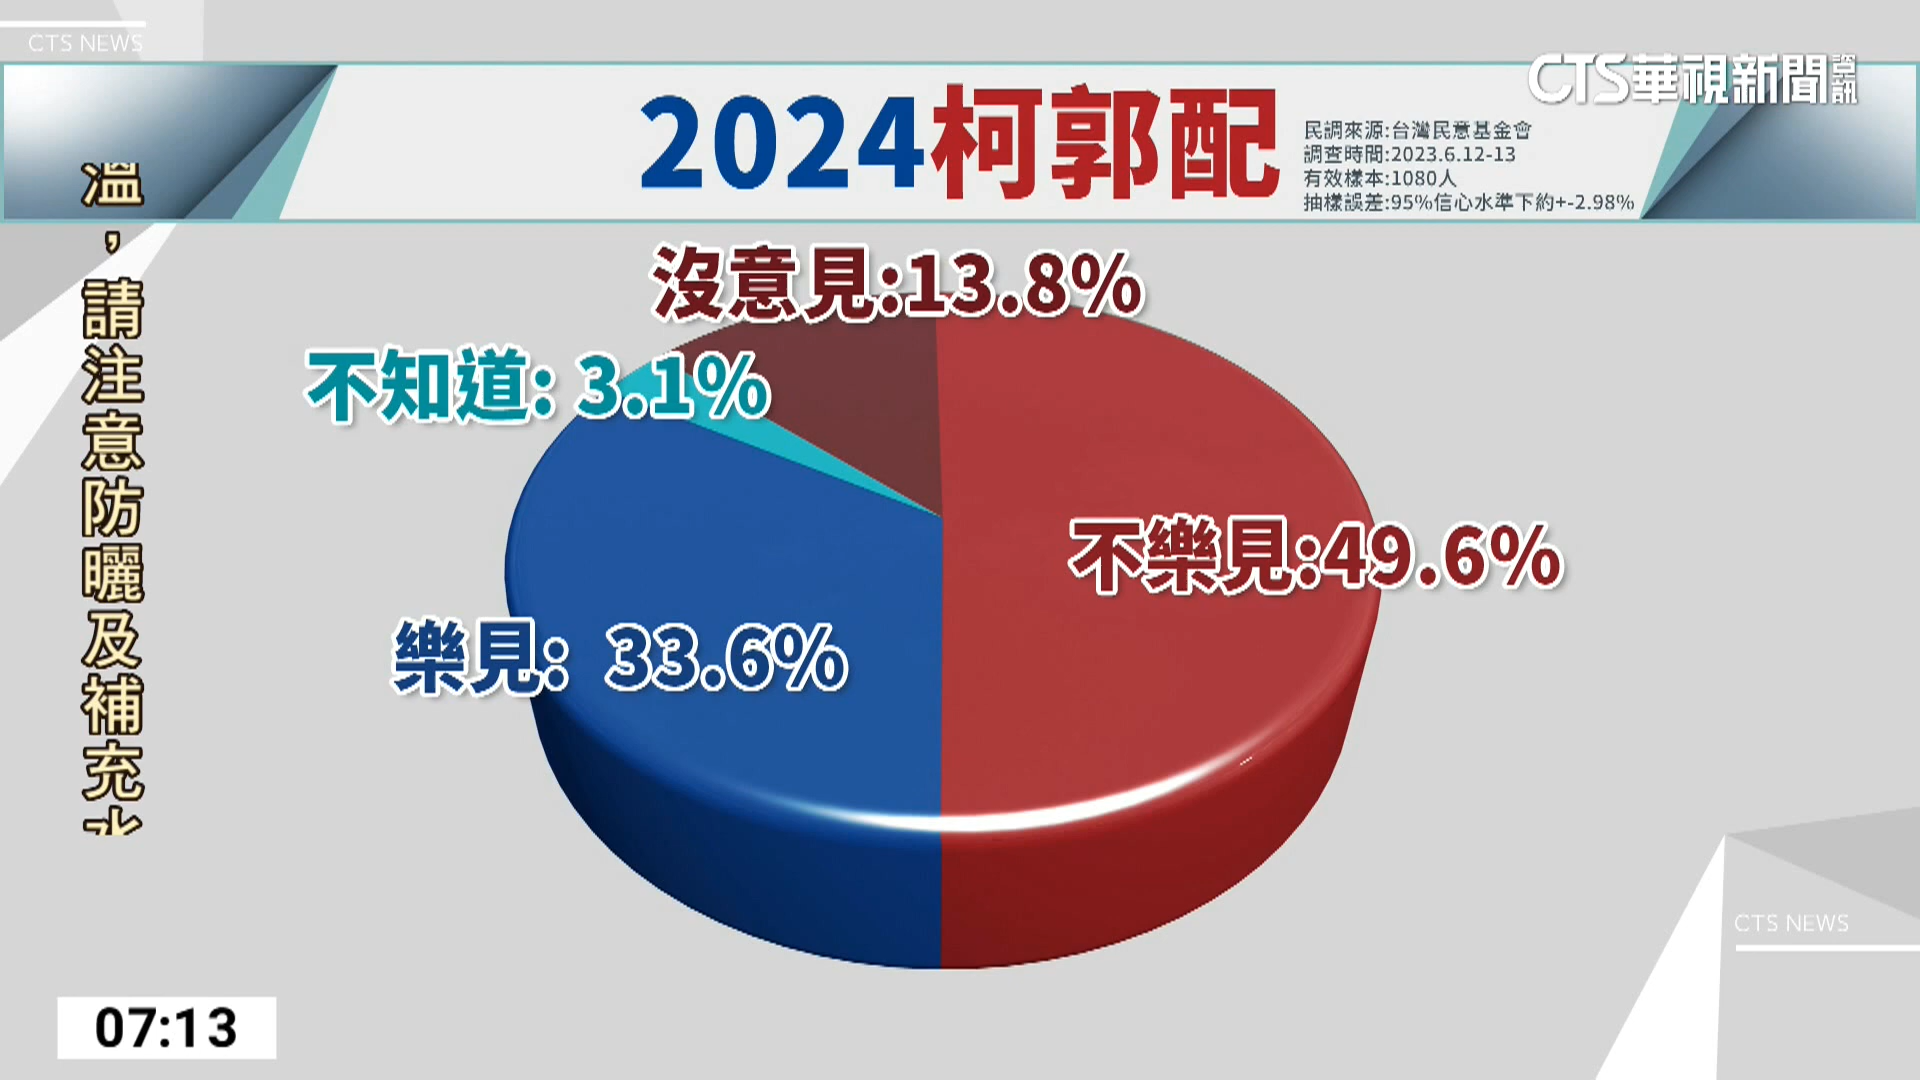 CTS NEWS
CTS華視新聞資訊
2024柯郭配
民調來源:台灣民意基金會
調查時間:2023.6.12-13
有效樣本:1080人
抽樣誤差:95%信心水準下約+-2.98%
溫，請注意防曬及補充水
沒意見:13.8%
不知道: 3.1%
不樂見:49.6%
樂見: 33.6%
CTS NEWS
07:13